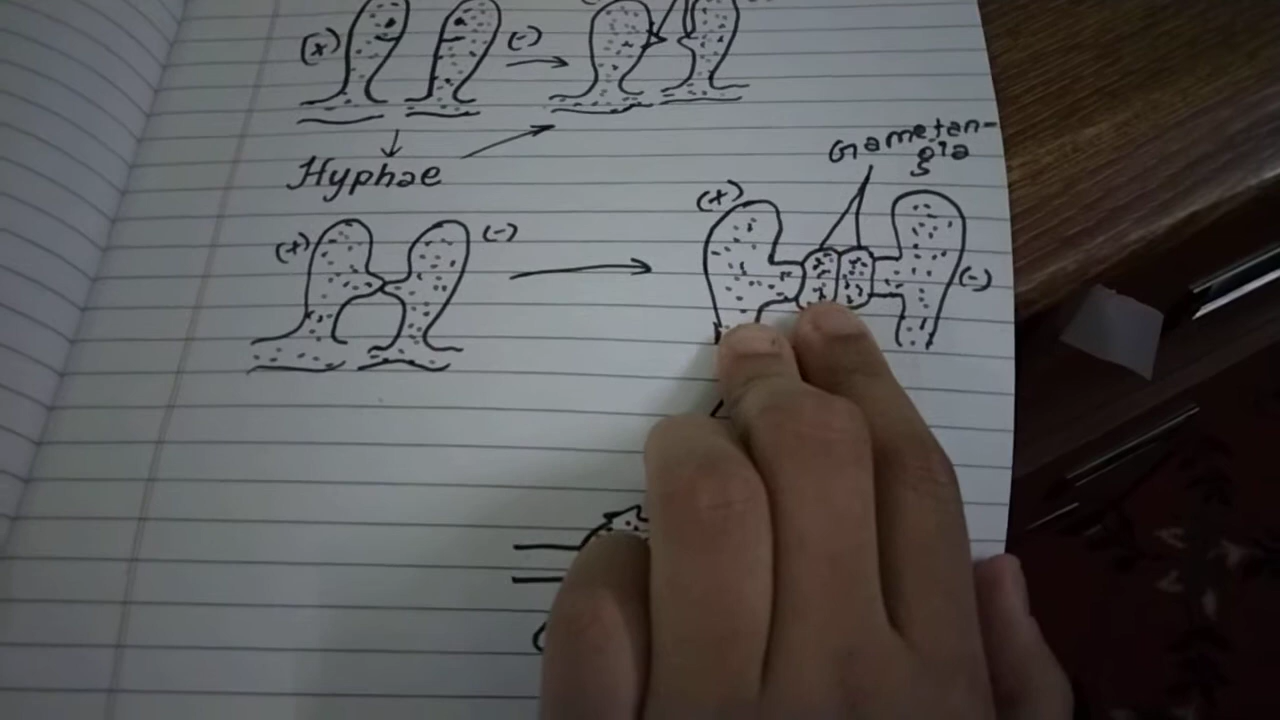 (+) (-)
Hyphae
Gametan-
gia
(+) (-)
(+)
(-)